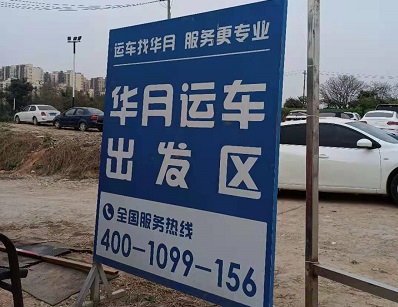 运车找华月 服务更专业
华月运车
出发区
全国服务热线
400-1099-156